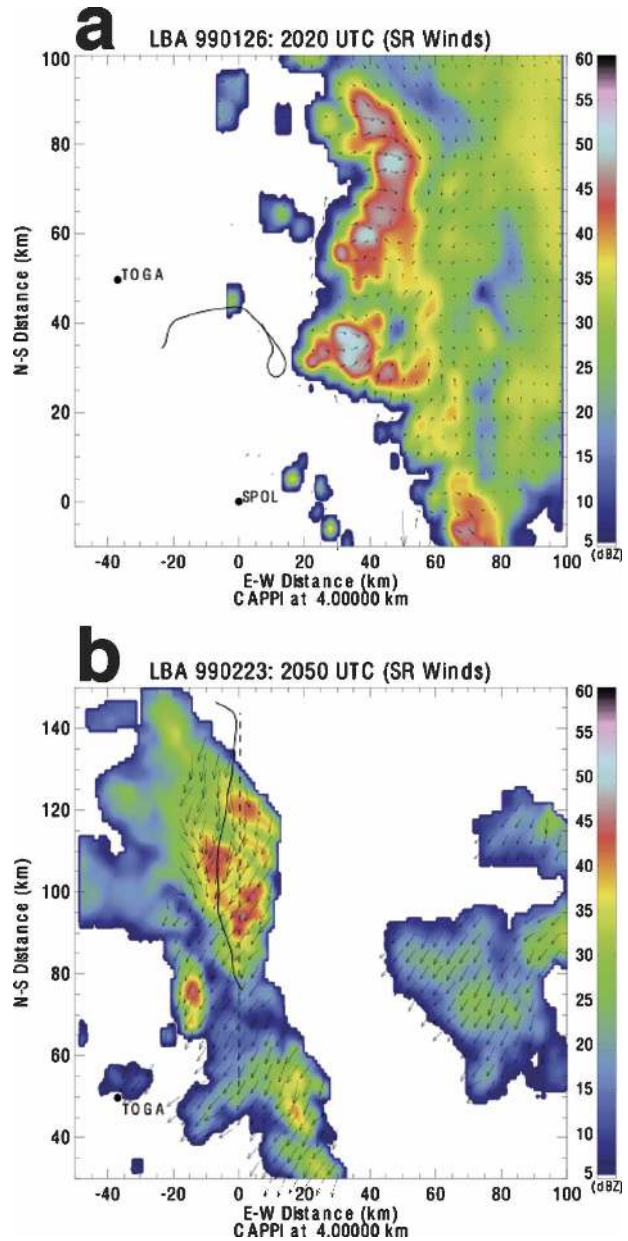 a
LBA 990126: 2020 UTC (SR Winds)
100
80
60
40
20
0
N-S Distance (km)
TOGA
SPOL
-40 -20 0 20 40 60 80 100
E-W Distance (km)
CAPPI at 4.00000 km
60
55
50
45
40
35
30
25
20
15
10
5
(dBZ)
b
LBA 990223: 2050 UTC (SR Winds)
140
120
100
80
60
40
N-S Distance (km)
TOGA
-40 -20 0 20 40 60 80 100
E-W Distance (km)
CAPPI at 4.00000 km
60
55
50
45
40
35
30
25
20
15
10
5
(dBZ)